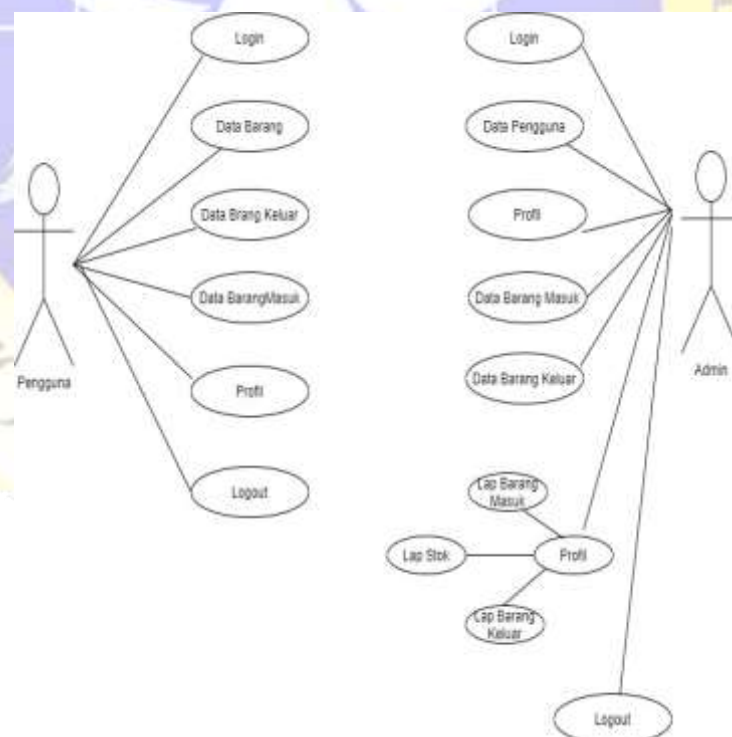 Login
Data Barang
Data Brang Keluar
Data BarangMasuk
Profil
Logout
Pengguna
Login
Data Pengguna
Profil
Data Barang Masuk
Data Barang Keluar
Lap Barang
Masuk
Lap Stok
Profil
Lap Barang
Keluar
Logout
Admin